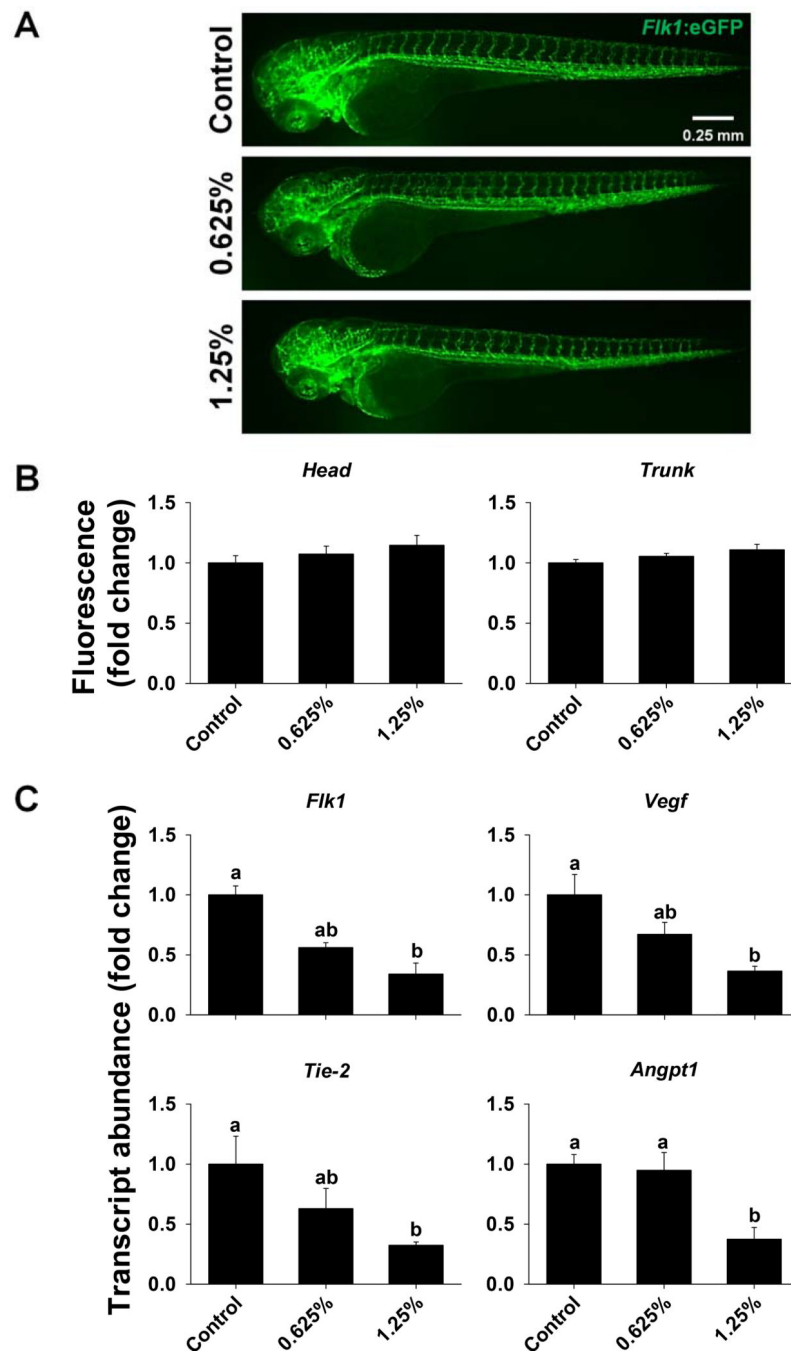 A
Control
Flk1:eGFP
0.25 mm
0.625%
1.25%
B
Head
Trunk
Fluorescence
(fold change)
1.5
1.0
0.5
0.0
Control
0.625%
1.25%
1.5
1.0
0.5
0.0
Control
0.625%
1.25%
C
Transcript abundance (fold change)
Flk1
Vegf
1.5
1.0
0.5
0.0
a
ab
b
1.5
1.0
0.5
0.0
a
ab
b
Tie-2
Angpt1
1.5
1.0
0.5
0.0
a
ab
b
Control
0.625%
1.25%
1.5
1.0
0.5
0.0
a
a
b
Control
0.625%
1.25%